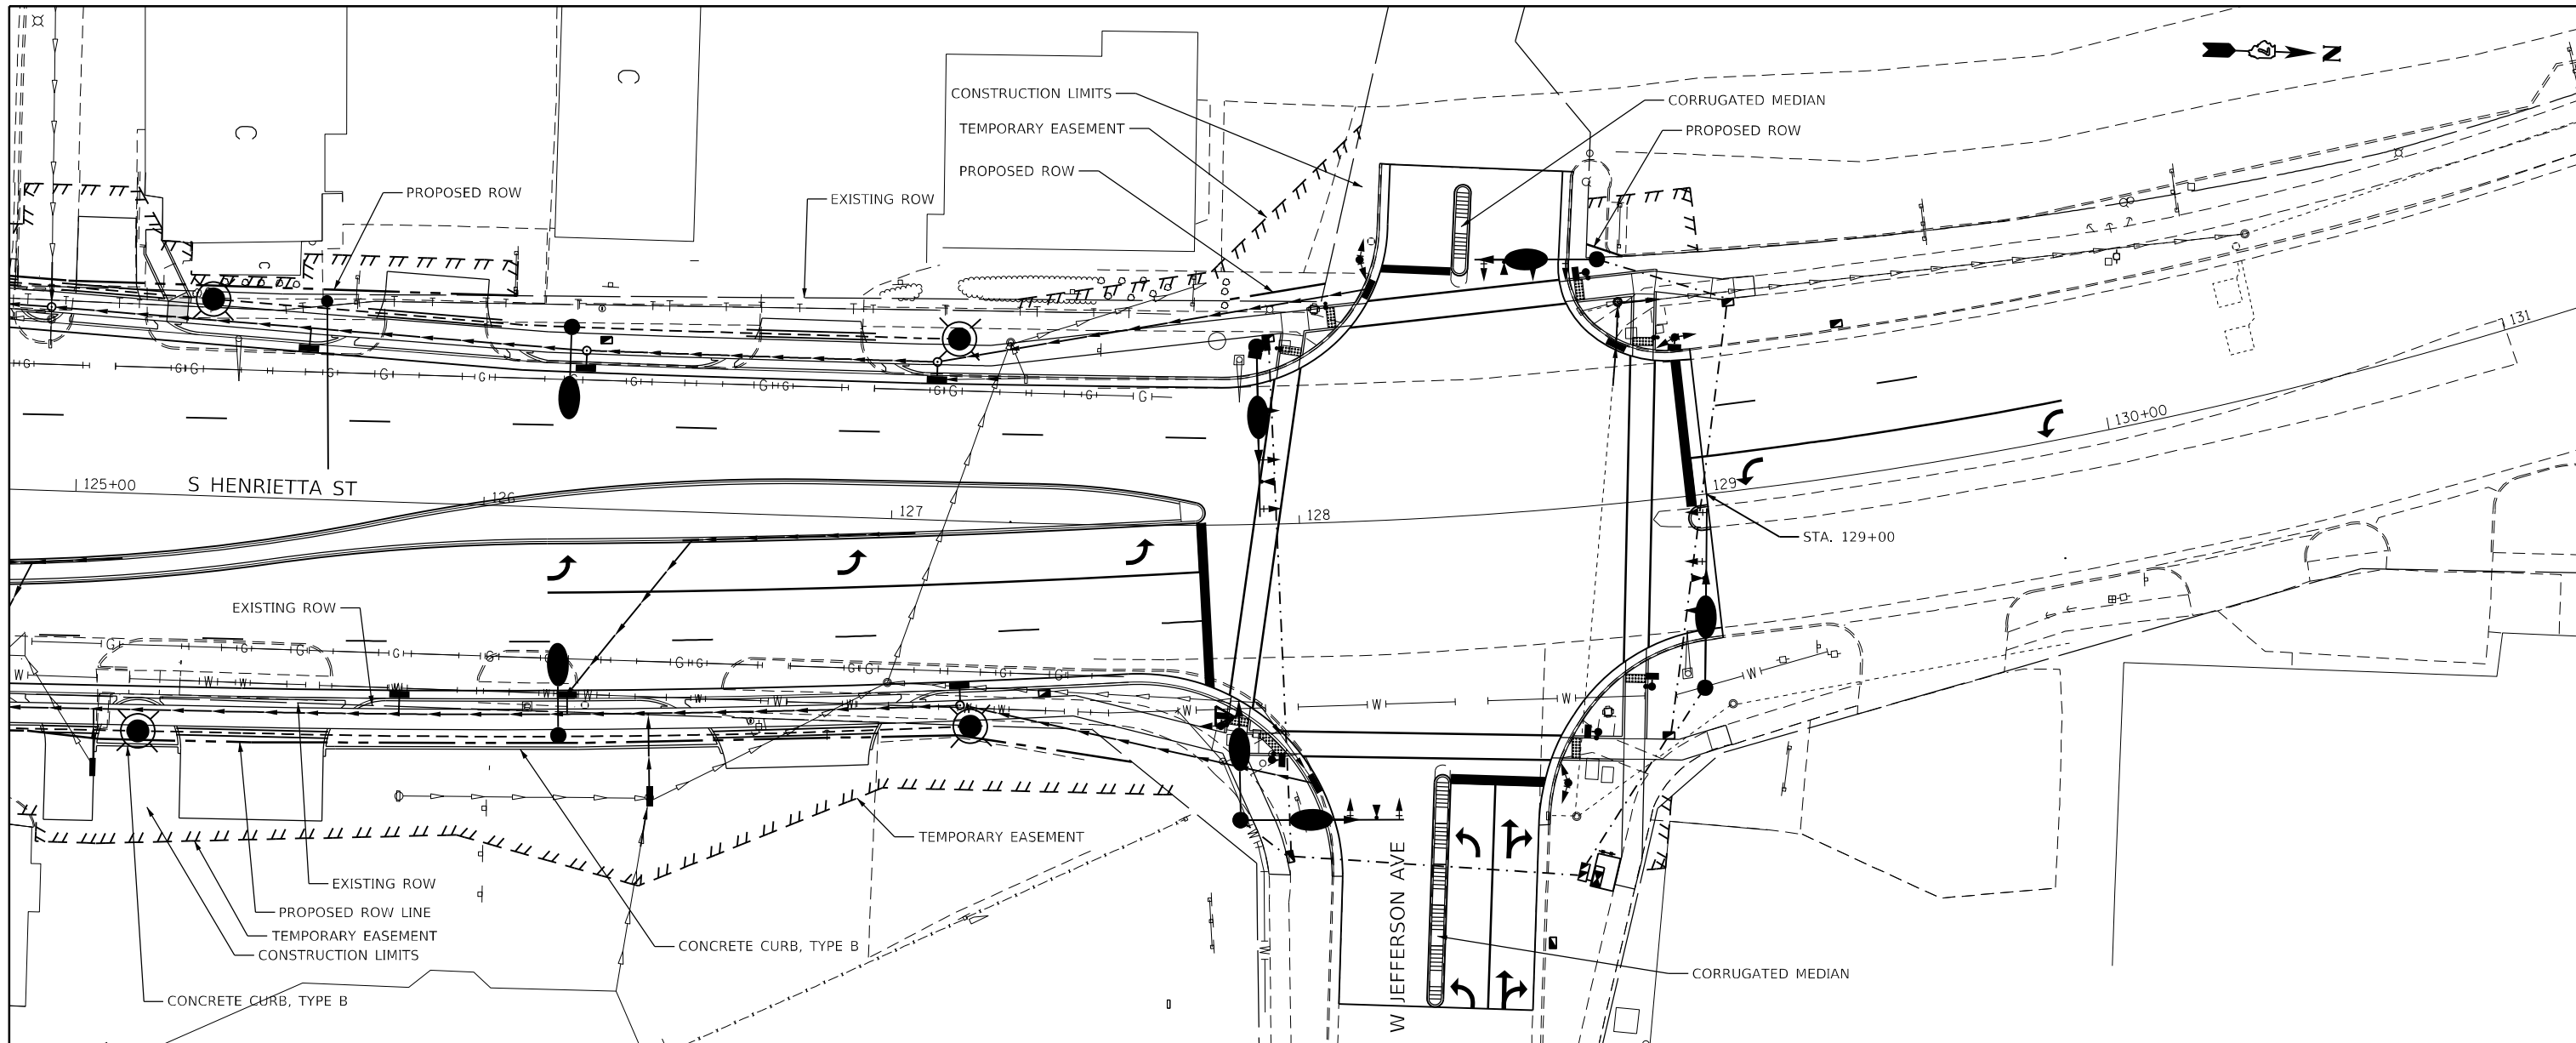 N
CONSTRUCTION LIMITS
CORRUGATED MEDIAN
TEMPORARY EASEMENT
PROPOSED ROW
PROPOSED ROW
PROPOSED ROW
EXISTING ROW
131
130+00
125+00
S HENRIETTA ST
126
127
128
129
STA. 129+00
EXISTING ROW
TEMPORARY EASEMENT
EXISTING ROW
PROPOSED ROW LINE
TEMPORARY EASEMENT
CONSTRUCTION LIMITS
CONCRETE CURB, TYPE B
CONCRETE CURB, TYPE B
W JEFFERSON AVE
CORRUGATED MEDIAN